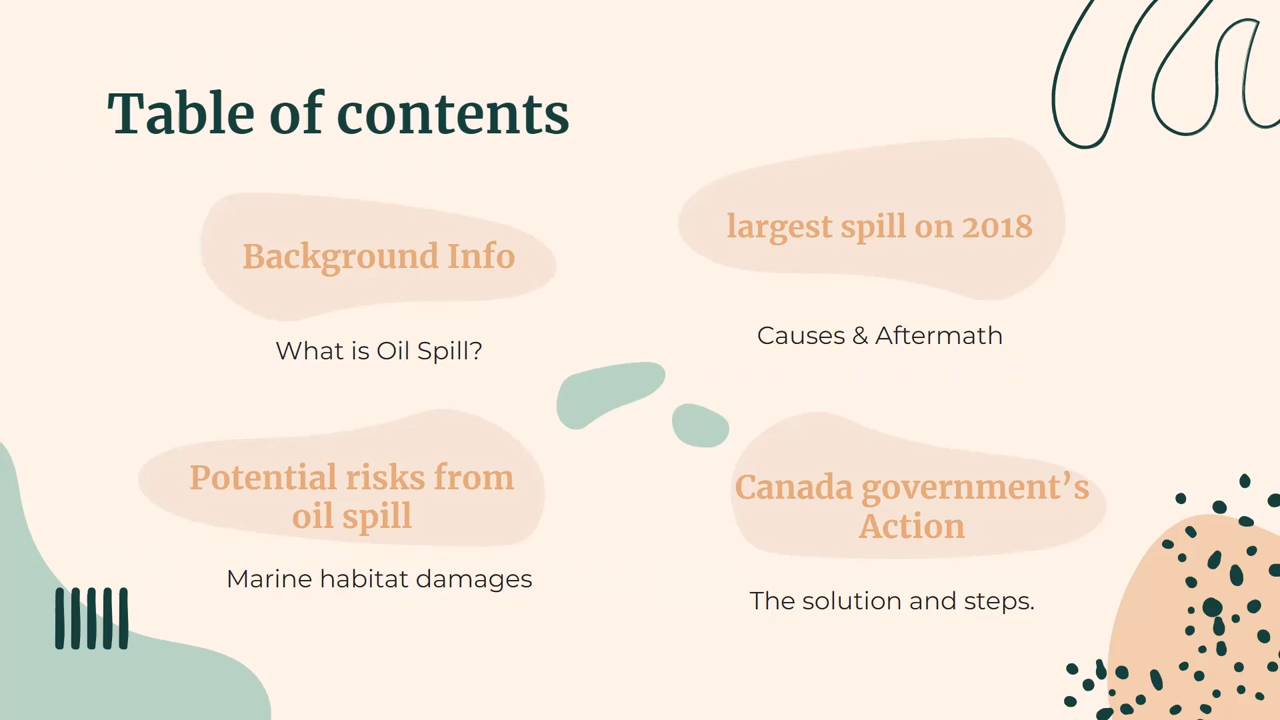 Table of contents
Background Info
What is Oil Spill?
largest spill on 2018
Causes & Aftermath
Potential risks from
oil spill
Marine habitat damages
Canada government’s
Action
The solution and steps.